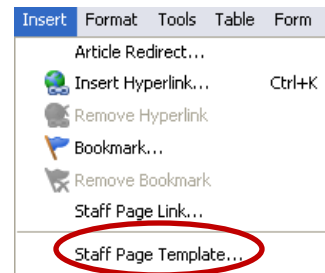 Insert Format Tools Table Form
Article Redirect...
Insert Hyperlink... Ctrl+K
Remove Hyperlink
Bookmark...
Remove Bookmark
Staff Page Link...
Staff Page Template...